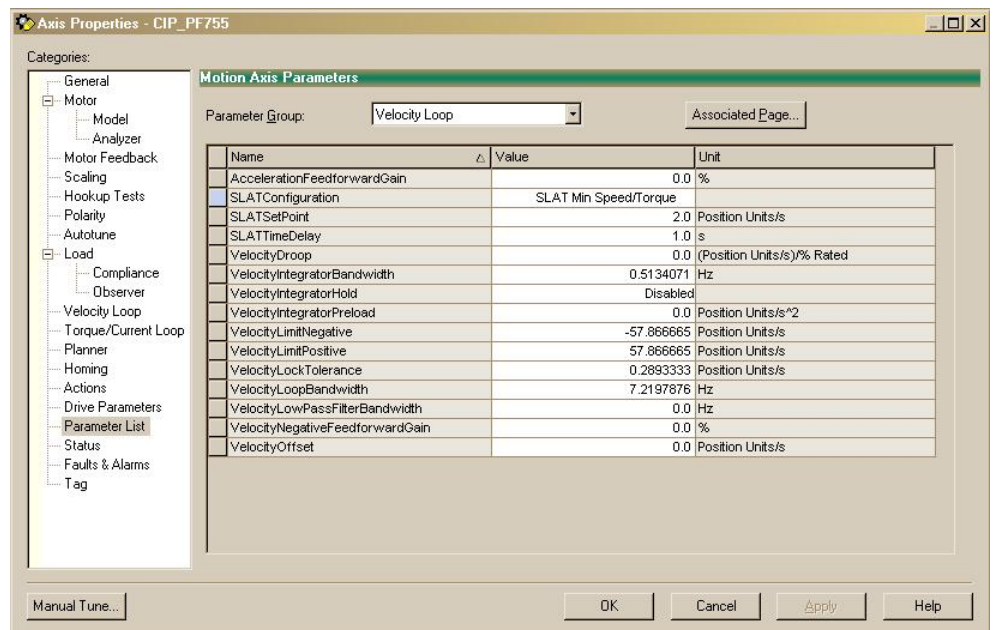 Axis Properties - CIP_PF755
Categories:
General
Motor
Model
Analyzer
Motor Feedback
Scaling
Hookup Tests
Polarity
Autotune
Load
Compliance
Observer
Velocity Loop
Torque/Current Loop
Planner
Homing
Actions
Drive Parameters
Parameter List
Status
Faults & Alarms
Tag
Motion Axis Parameters
Parameter Group: Velocity Loop Associated Page...
Name Value Unit
AccelerationFeedforwardGain 0.0 %
SLATConfiguration SLAT Min Speed/Torque
SLATSetPoint 2.0 Position Units/s
SLATTimeDelay 1.0 s
VelocityDroop 0.0 (Position Units/s)/% Rated
VelocityIntegratorBandwidth 0.5134071 Hz
VelocityIntegratorHold Disabled
VelocityIntegratorPreload 0.0 Position Units/s^2
VelocityLimitNegative -57.866665 Position Units/s
VelocityLimitPositive 57.866665 Position Units/s
VelocityLockTolerance 0.2893333 Position Units/s
VelocityLoopBandwidth 7.2197876 Hz
VelocityLowPassFilterBandwidth 0.0 Hz
VelocityNegativeFeedforwardGain 0.0 %
VelocityOffset 0.0 Position Units/s
Manual Tune... OK Cancel Apply Help